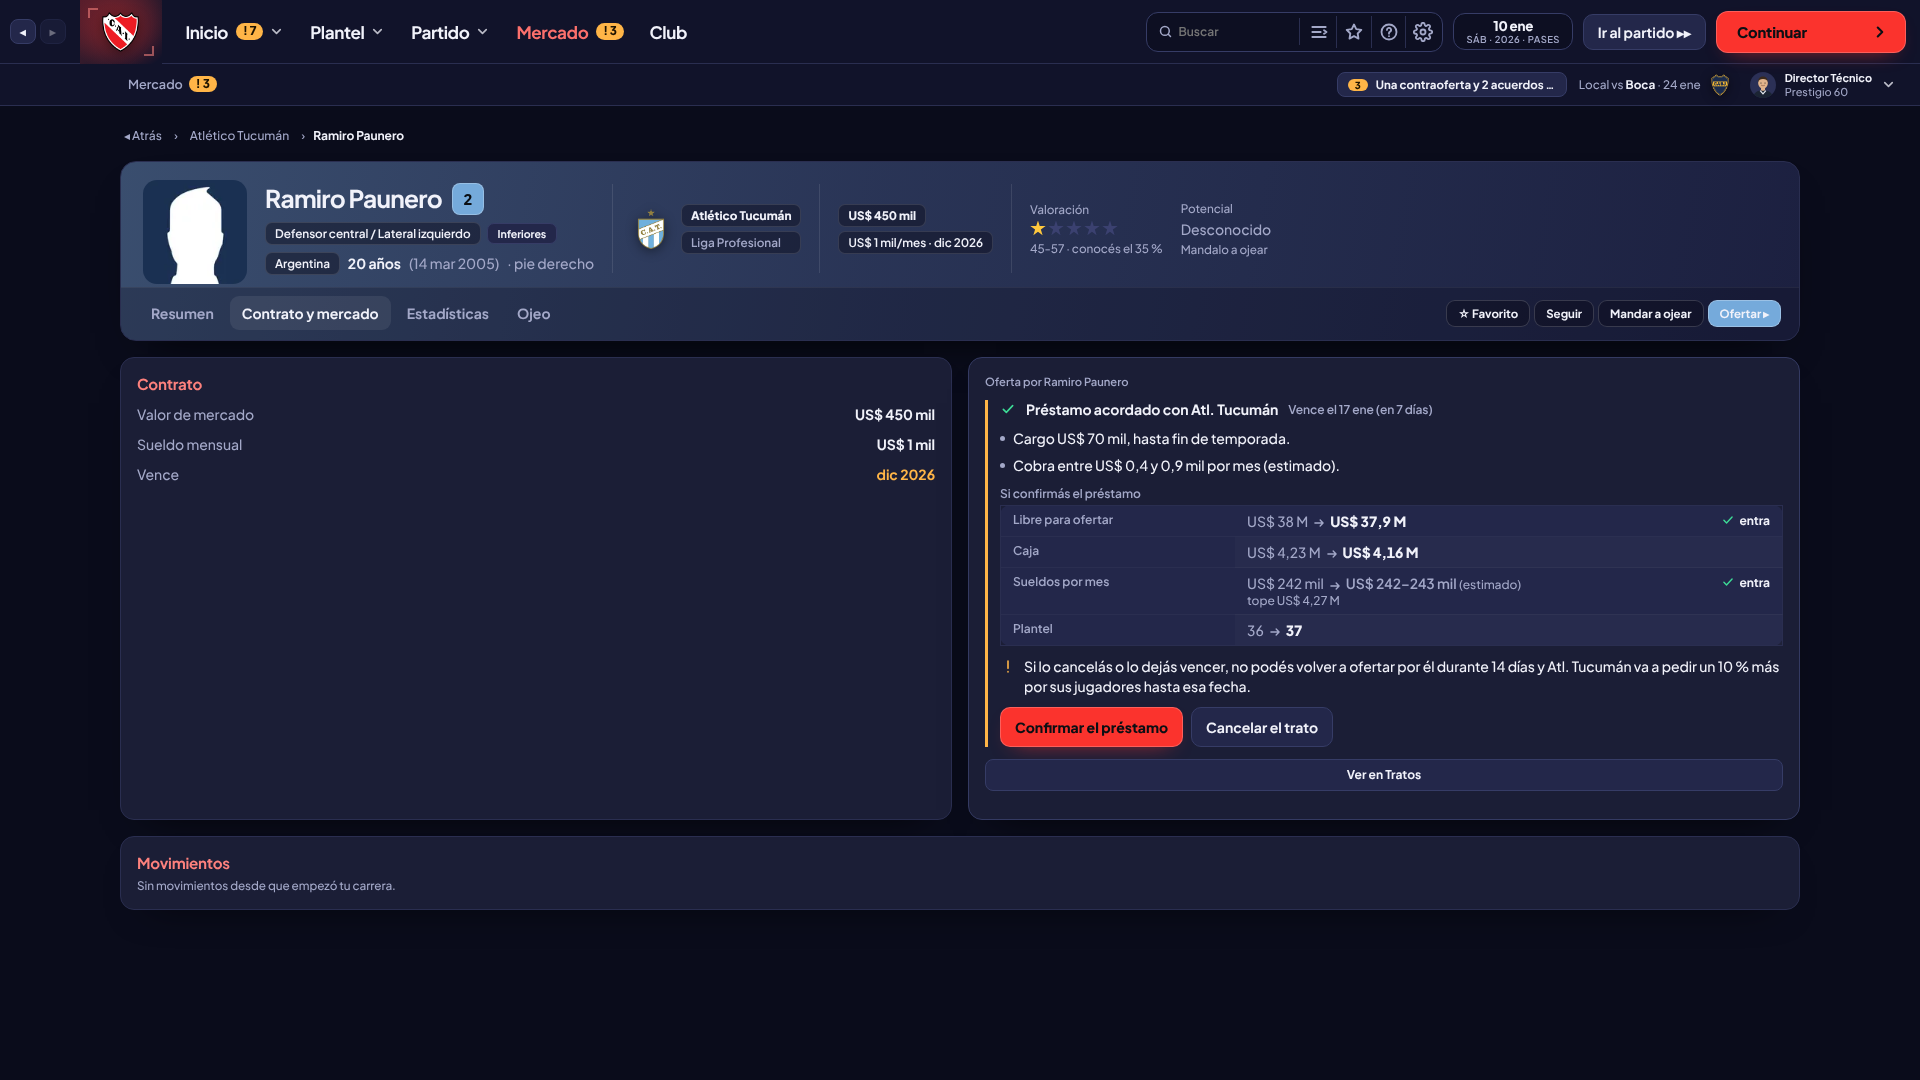 Inicio ! 7
Plantel
Partido
Mercado ! 3
Club
Buscar
10 ene
SÁB · 2026 · PASES
Ir al partido ▸▸
Continuar
Mercado ! 3
3 Una contraoferta y 2 acuerdos ...
Local vs Boca · 24 ene
Director Técnico
Prestigio 60
◂ Atrás › Atlético Tucumán › Ramiro Paunero
Ramiro Paunero 2
Defensor central / Lateral izquierdo Inferiores
Argentina 20 años (14 mar 2005) · pie derecho
C.A.T.
Atlético Tucumán
Liga Profesional
US$ 450 mil
US$ 1 mil/mes · dic 2026
Valoración
45-57 · conocés el 35 %
Potencial
Desconocido
Mandalo a ojear
Resumen Contrato y mercado Estadísticas Ojeo
☆ Favorito Seguir Mandar a ojear Ofertar ▸
Contrato
Valor de mercado US$ 450 mil
Sueldo mensual US$ 1 mil
Vence dic 2026
Oferta por Ramiro Paunero
✓ Préstamo acordado con Atl. Tucumán Vence el 17 ene (en 7 días)
• Cargo US$ 70 mil, hasta fin de temporada.
• Cobra entre US$ 0,4 y 0,9 mil por mes (estimado).
Si confirmás el préstamo
Libre para ofertar US$ 38 M → US$ 37,9 M ✓ entra
Caja US$ 4,23 M → US$ 4,16 M
Sueldos por mes US$ 242 mil → US$ 242–243 mil (estimado) ✓ entra
tope US$ 4,27 M
Plantel 36 → 37
! Si lo cancelás o lo dejás vencer, no podés volver a ofertar por él durante 14 días y Atl. Tucumán va a pedir un 10 % más
por sus jugadores hasta esa fecha.
Confirmar el préstamo Cancelar el trato
Ver en Tratos
Movimientos
Sin movimientos desde que empezó tu carrera.